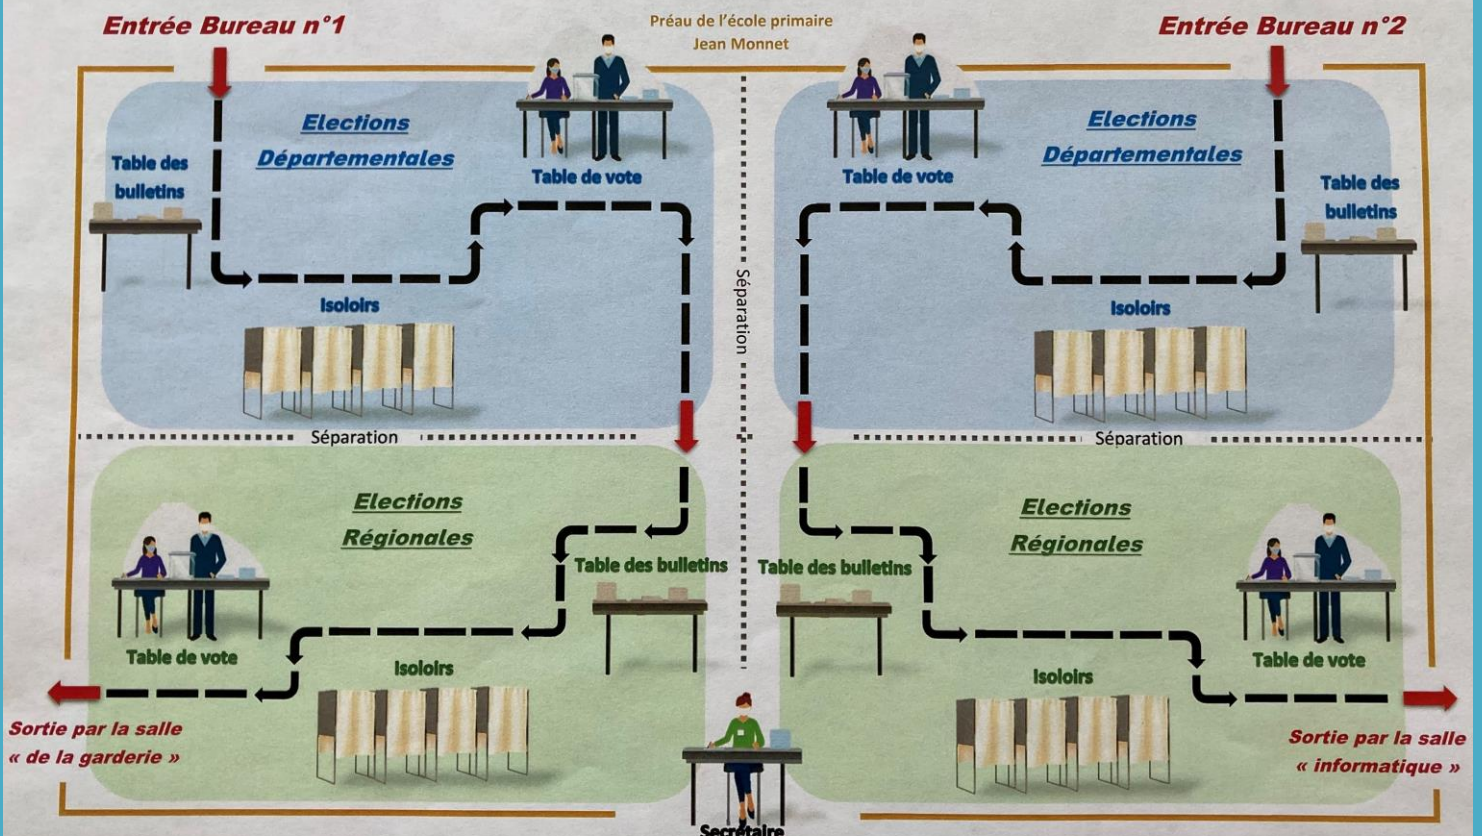 Entrée Bureau n°1
Préau de l'école primaire
Jean Monnet
Entrée Bureau n°2
Elections
Départementales
Table des
bulletins
Table de vote
Isoloirs
Elections
Départementales
Table de vote
Table des
bulletins
Isoloirs
Séparation
Séparation
Séparation
Elections
Régionales
Table des bulletins
Table de vote
Isoloirs
Sortie par la salle
« de la garderie »
Elections
Régionales
Table des bulletins
Table de vote
Isoloirs
Sortie par la salle
« informatique »
Secrétaire